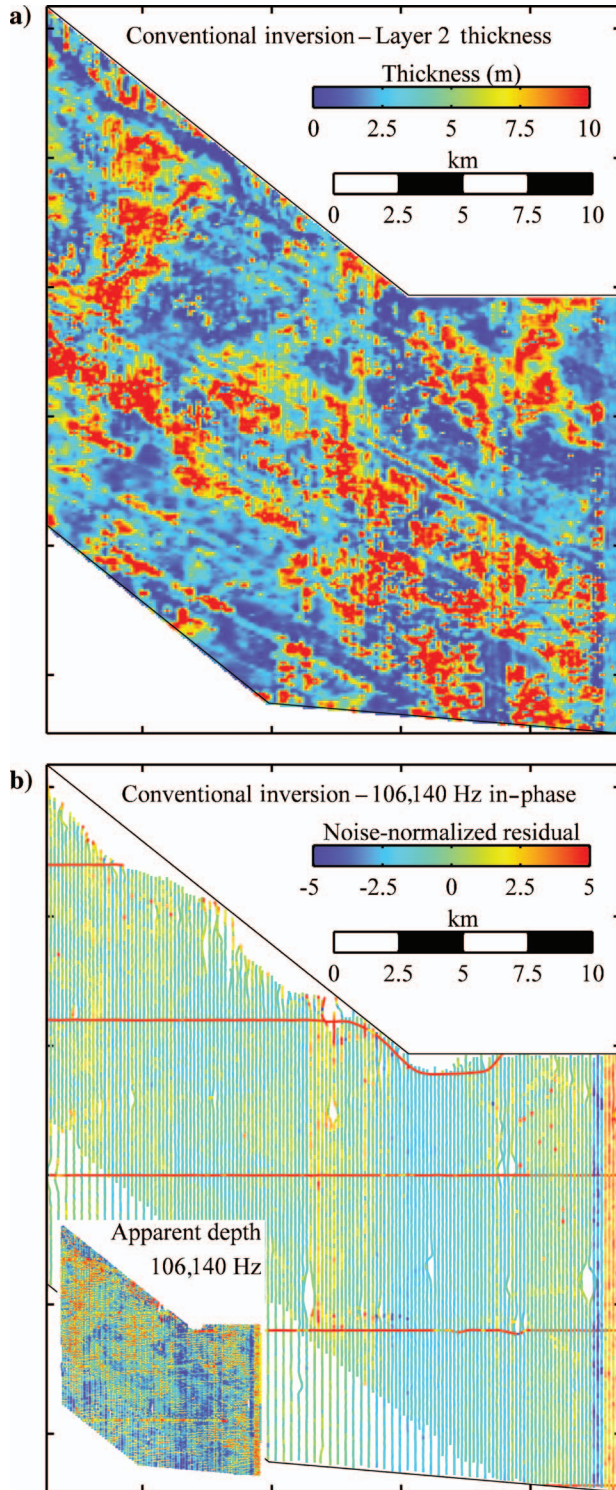 a)
Conventional inversion – Layer 2 thickness
Thickness (m)
0 2.5 5 7.5 10
km
0 2.5 5 7.5 10
b)
Conventional inversion – 106,140 Hz in–phase
Noise-normalized residual
-5 -2.5 0 2.5 5
km
0 2.5 5 7.5 10
Apparent depth
106,140 Hz